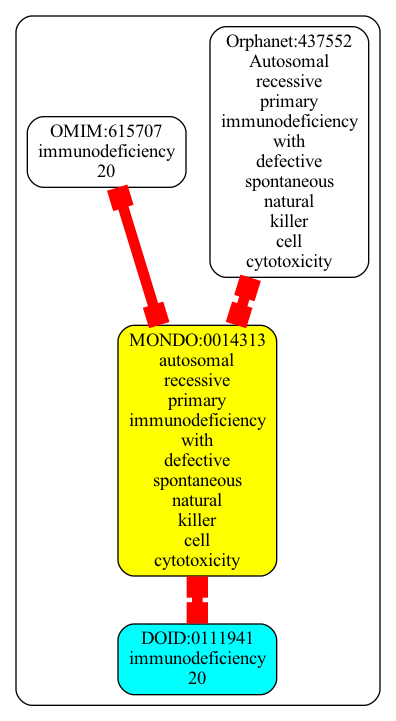 OMIM:615707
immunodeficiency
20
Orphanet:437552
Autosomal
recessive
primary
immunodeficiency
with
defective
spontaneous
natural
killer
cell
cytotoxicity
MONDO:0014313
autosomal
recessive
primary
immunodeficiency
with
defective
spontaneous
natural
killer
cell
cytotoxicity
DOID:0111941
immunodeficiency
20